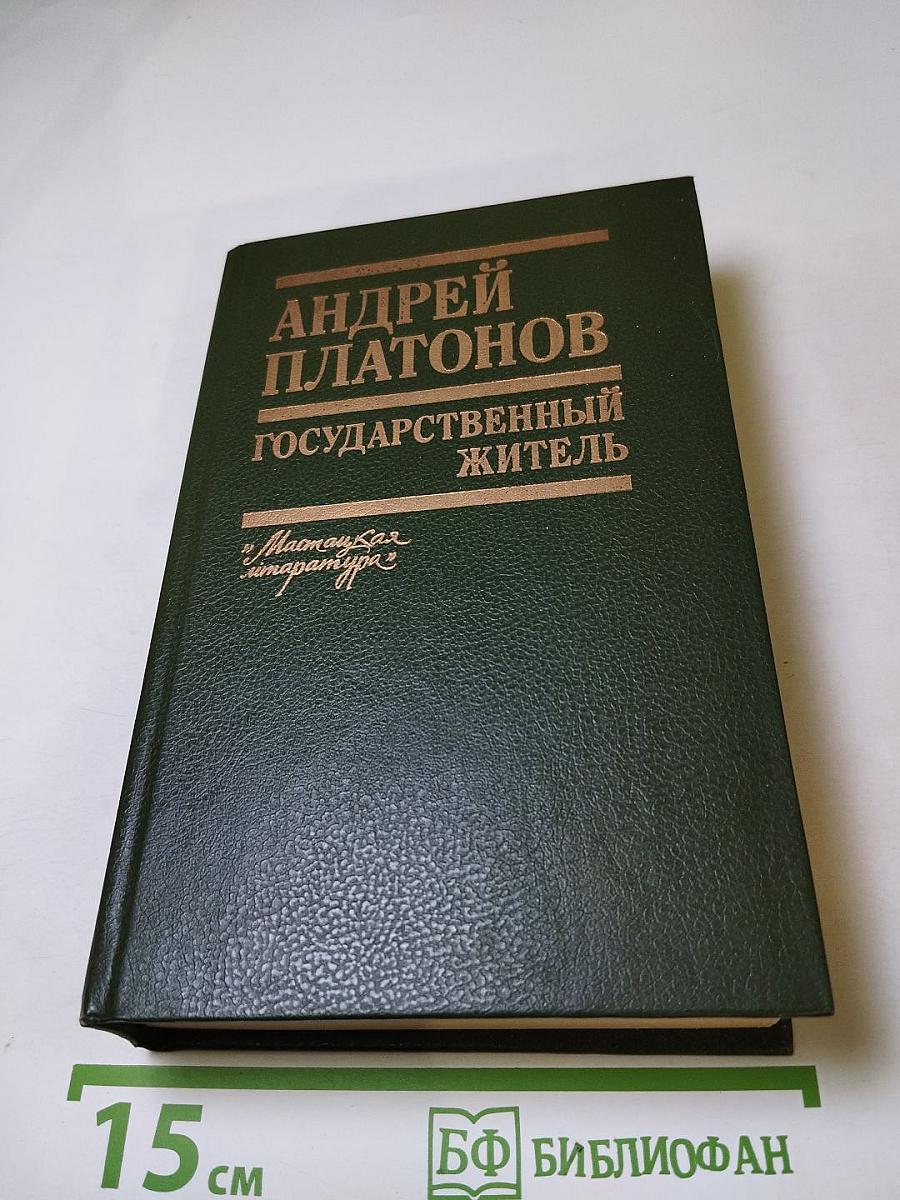 АНДРЕЙ
ПЛАТОНОВ
ГОСУДАРСТВЕННЫЙ
ЖИТЕЛЬ
"Мастацкая
літаратура"
15 см
БФ БИБЛИОФАН